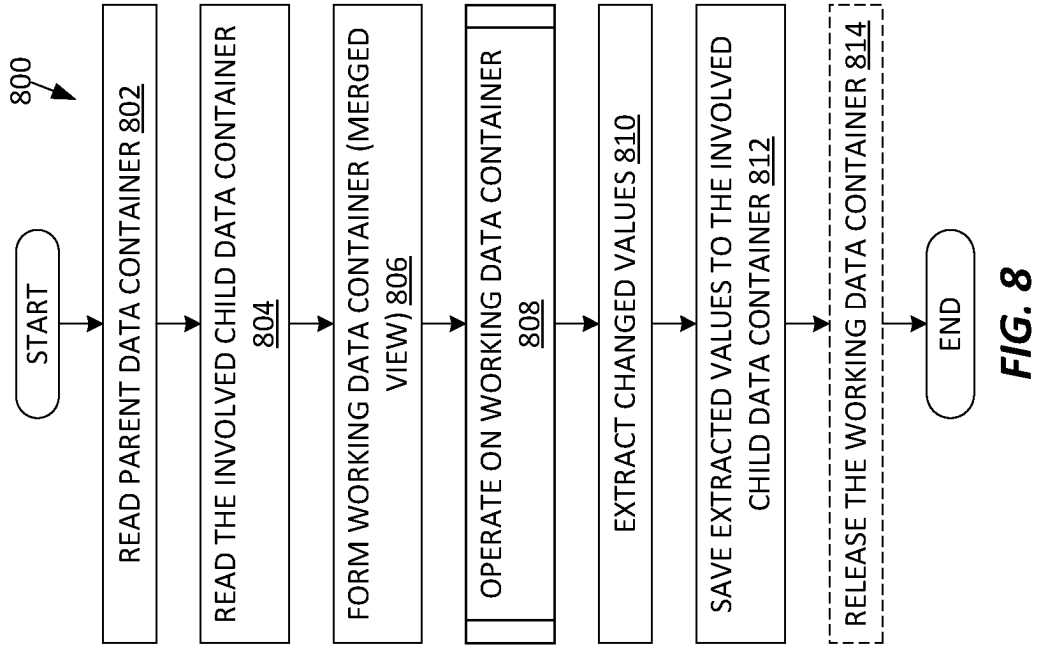 800
START
READ PARENT DATA CONTAINER 802
READ THE INVOLVED CHILD DATA CONTAINER
804
FORM WORKING DATA CONTAINER (MERGED
VIEW) 806
OPERATE ON WORKING DATA CONTAINER
808
EXTRACT CHANGED VALUES 810
SAVE EXTRACTED VALUES TO THE INVOLVED
CHILD DATA CONTAINER 812
RELEASE THE WORKING DATA CONTAINER 814
END
FIG. 8